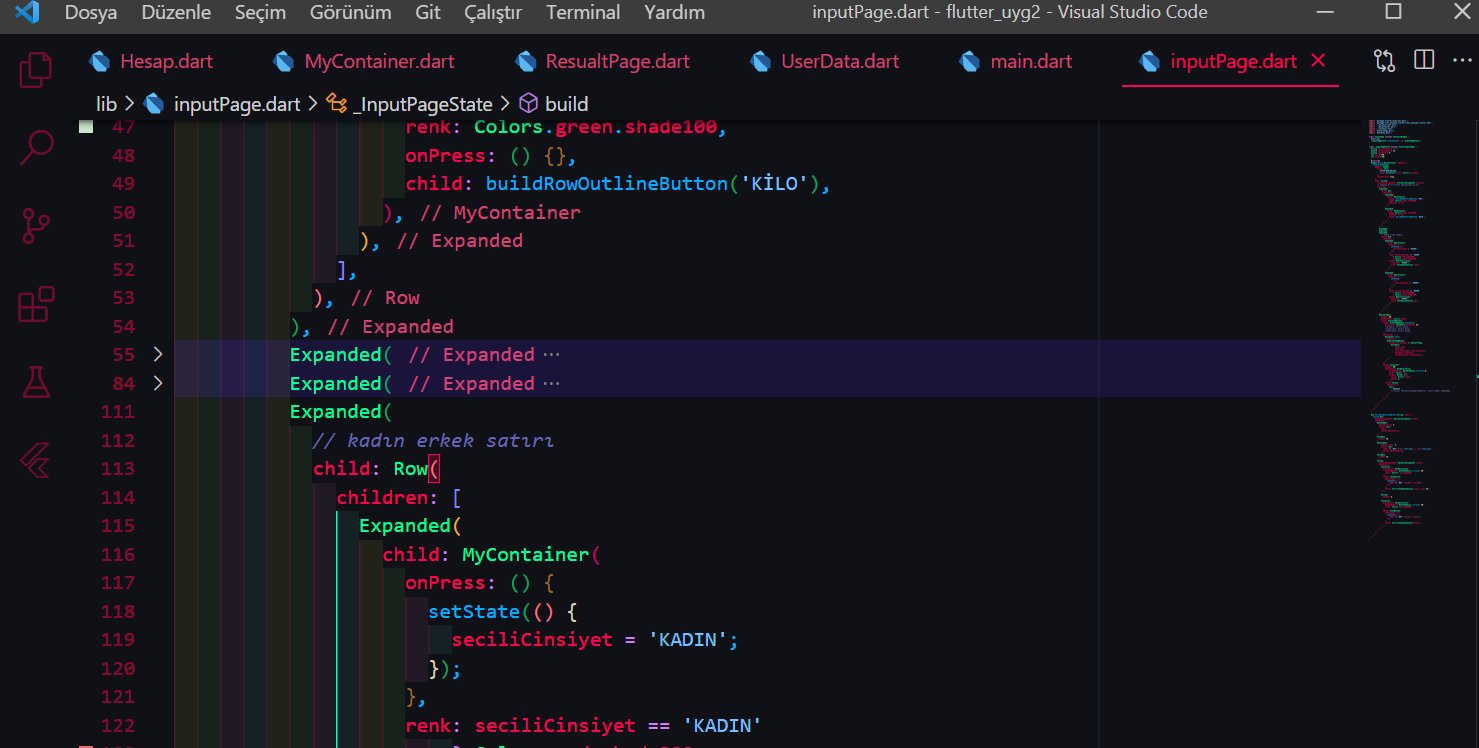 Dosya Düzenle Seçim Görünüm Git Çalıştır Terminal Yardım inputPage.dart - flutter_uyg2 - Visual Studio Code
Hesap.dart MyContainer.dart ResualtPage.dart UserData.dart main.dart inputPage.dart
lib > inputPage.dart > _InputPageState > build
47 renk: Colors.green.shade100,
48 onPress: () {},
49 child: buildRowOutlineButton('KİLO'),
50 ), // MyContainer
51 ), // Expanded
52 ],
53 ), // Row
54 ), // Expanded
55 Expanded( // Expanded ···
84 Expanded( // Expanded ···
111 Expanded(
112 // kadın erkek satırı
113 child: Row(
114 children: [
115 Expanded(
116 child: MyContainer(
117 onPress: () {
118 setState(() {
119 seciliCinsiyet = 'KADIN';
120 });
121 },
122 renk: seciliCinsiyet == 'KADIN'